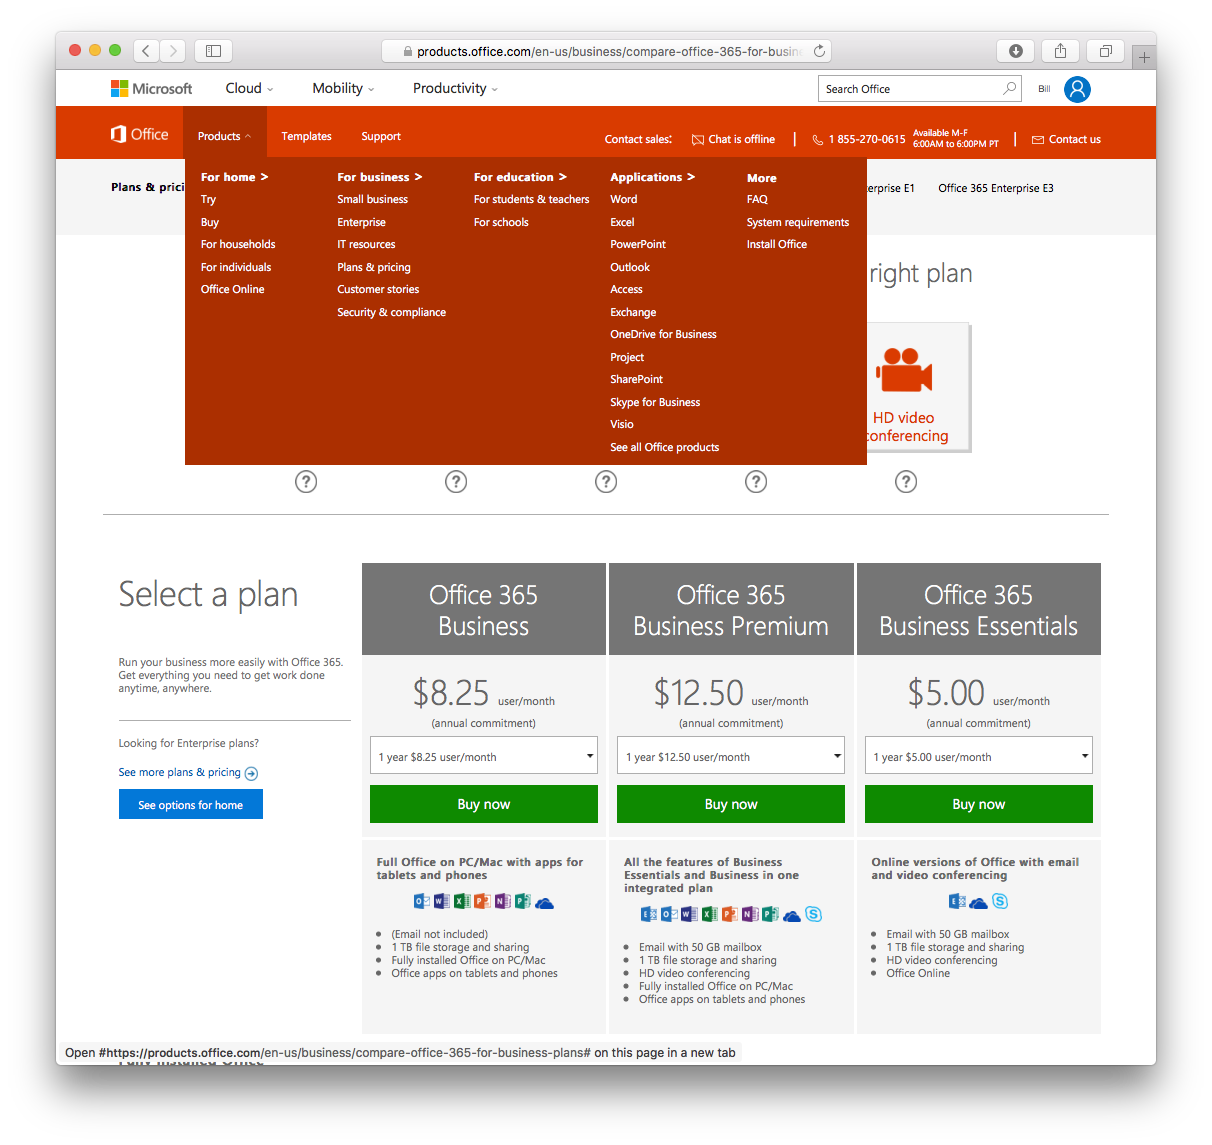 products.office.com/en-us/business/compare-office-365-for-busin
Microsoft Cloud Mobility Productivity Search Office Bill
Office Products Templates Support Contact sales: Chat is offline | 1 855-270-0615 Available M-F 6:00AM to 6:00PM PT | Contact us
Plans & prici
erprise E1 Office 365 Enterprise E3
For home >
Try
Buy
For households
For individuals
Office Online
For business >
Small business
Enterprise
IT resources
Plans & pricing
Customer stories
Security & compliance
For education >
For students & teachers
For schools
Applications >
Word
Excel
PowerPoint
Outlook
Access
Exchange
OneDrive for Business
Project
SharePoint
Skype for Business
Visio
See all Office products
More
FAQ
System requirements
Install Office
right plan
HD video
onferencing
? ? ? ? ?
Select a plan
Run your business more easily with Office 365.
Get everything you need to get work done
anytime, anywhere.
Looking for Enterprise plans?
See more plans & pricing
See options for home
Office 365
Business
$8.25 user/month
(annual commitment)
1 year $8.25 user/month
Buy now
Full Office on PC/Mac with apps for
tablets and phones
• (Email not included)
• 1 TB file storage and sharing
• Fully installed Office on PC/Mac
• Office apps on tablets and phones
Office 365
Business Premium
$12.50 user/month
(annual commitment)
1 year $12.50 user/month
Buy now
All the features of Business
Essentials and Business in one
integrated plan
• Email with 50 GB mailbox
• 1 TB file storage and sharing
• HD video conferencing
• Fully installed Office on PC/Mac
• Office apps on tablets and phones
Office 365
Business Essentials
$5.00 user/month
(annual commitment)
1 year $5.00 user/month
Buy now
Online versions of Office with email
and video conferencing
• Email with 50 GB mailbox
• 1 TB file storage and sharing
• HD video conferencing
• Office Online
Open #https://products.office.com/en-us/business/compare-office-365-for-business-plans# on this page in a new tab